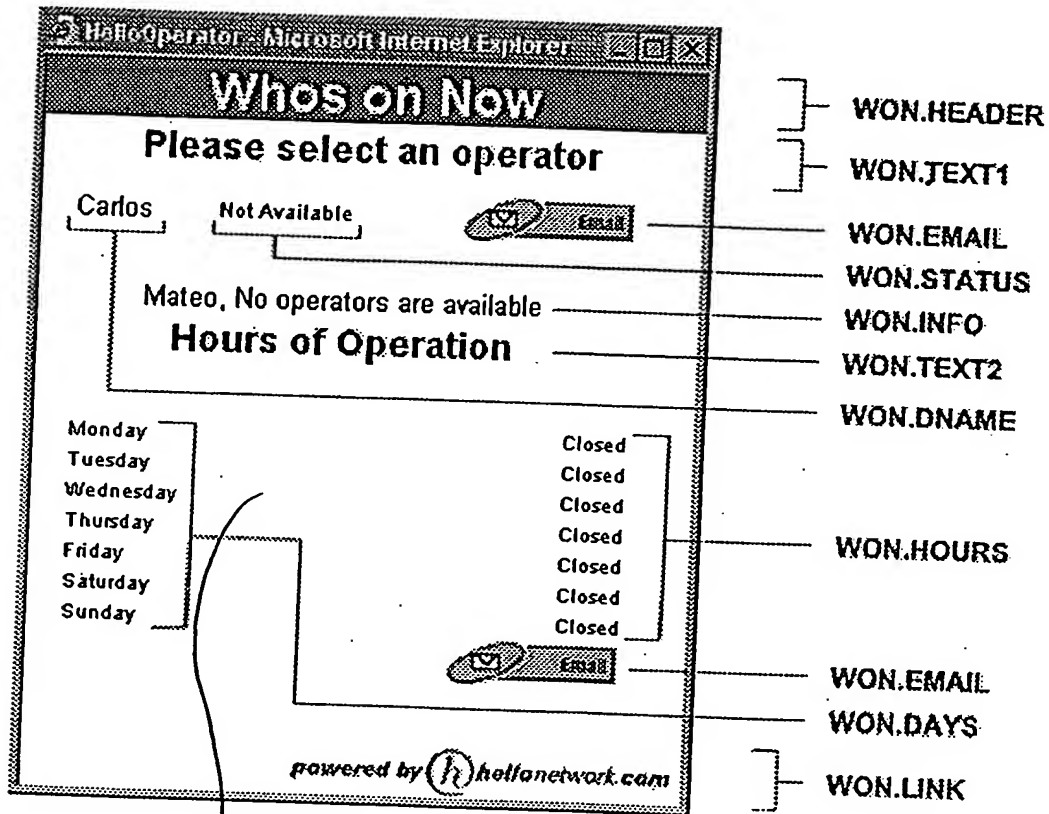 HelloOperator - Microsoft Internet Explorer
Whos on Now
WON.HEADER
Please select an operator
WON.TEXT1
Carlos Not Available Email
WON.EMAIL
WON.STATUS
Mateo, No operators are available
WON.INFO
Hours of Operation
WON.TEXT2
WON.DNAME
Monday Closed
Tuesday Closed
Wednesday Closed
Thursday Closed
WON.HOURS
Friday Closed
Saturday Closed
Sunday Closed
Email
WON.EMAIL
WON.DAYS
powered by h hellonetwork.com
WON.LINK